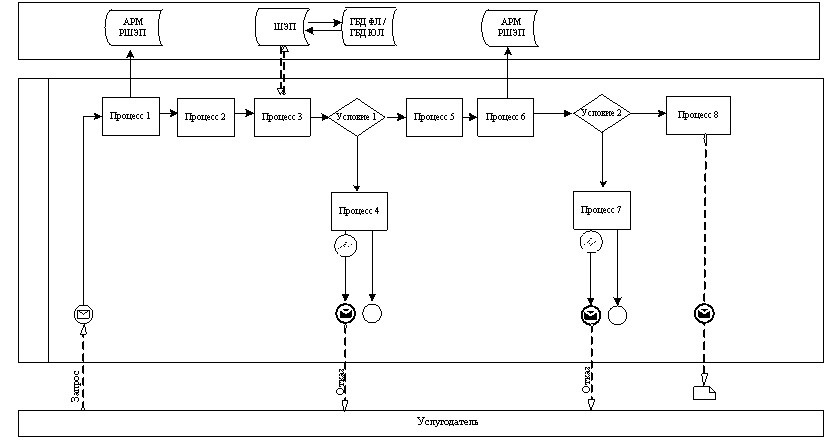 АРМ
РШЭП
ШЭП
ГБД ФЛ /
ГБД ЮЛ
АРМ
РШЭП
Процесс 1
Процесс 2
Процесс 3
Условие 1
Процесс 5
Процесс 6
Условие 2
Процесс 8
Процесс 4
Процесс 7
Запрос
Отказ
Отказ
Услугодатель